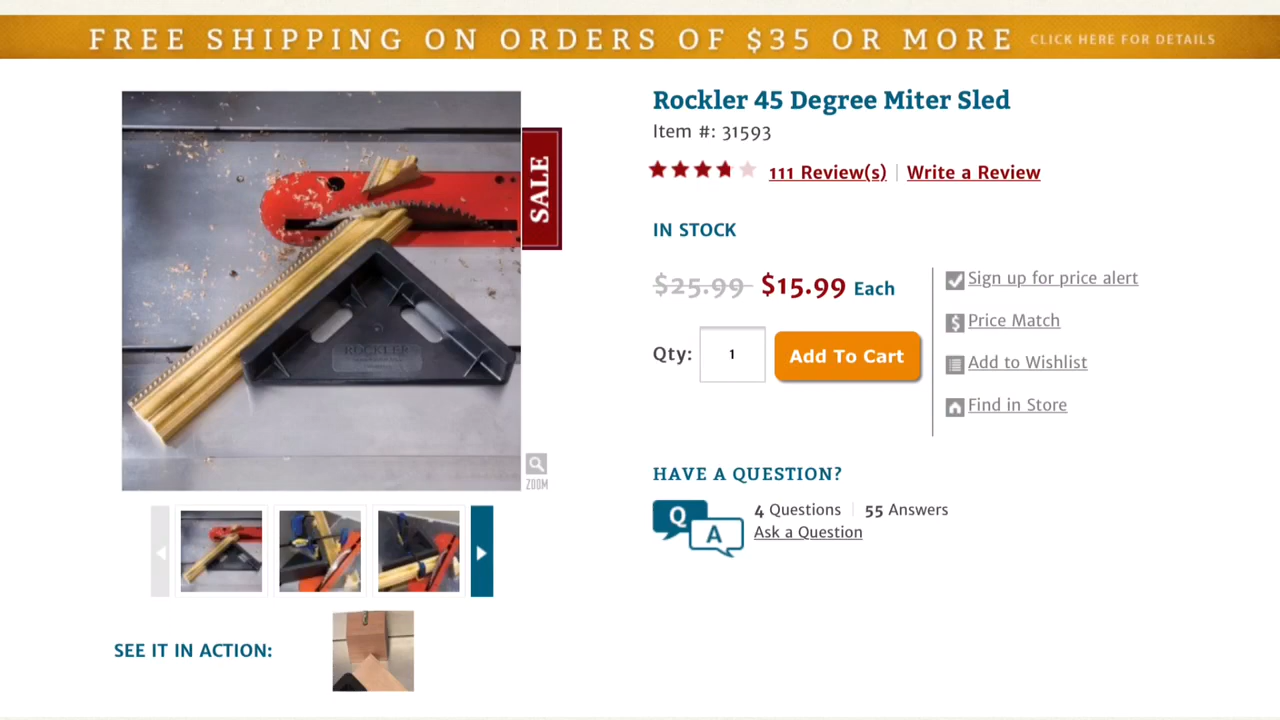 FREE SHIPPING ON ORDERS OF $35 OR MORE CLICK HERE FOR DETAILS
Rockler 45 Degree Miter Sled
Item #: 31593
111 Review(s) | Write a Review
SALE
IN STOCK
$25.99 $15.99 Each
Qty: 1 Add To Cart
Sign up for price alert
$ Price Match
Add to Wishlist
Find in Store
ROCKLER
ZOOM
HAVE A QUESTION?
Q A
4 Questions | 55 Answers
Ask a Question
SEE IT IN ACTION: